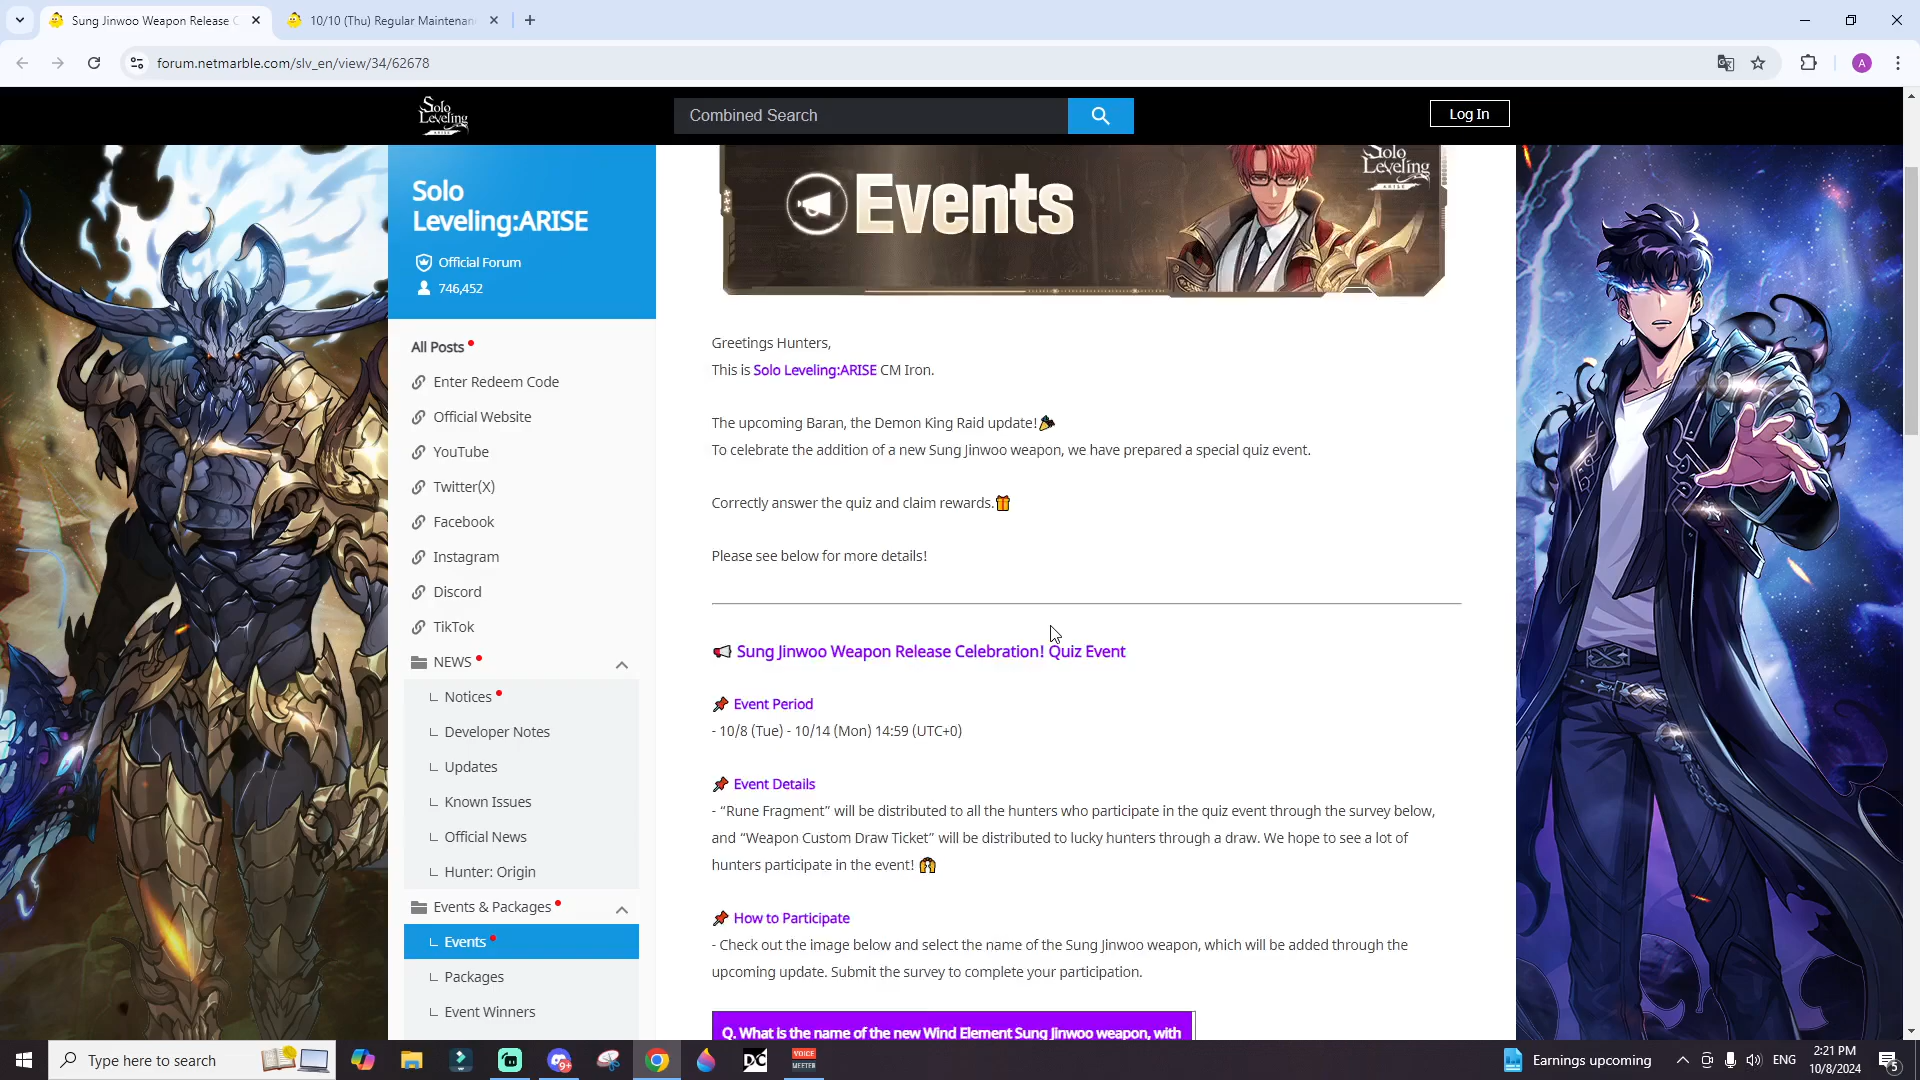 Sung Jinwoo Weapon Release C
10/10 (Thu) Regular Maintenan
forum.netmarble.com/slv_en/view/34/62678
A
Solo Leveling
ARISE
Combined Search
Log In
Solo
Leveling:ARISE
Official Forum
746,452
All Posts
Enter Redeem Code
Official Website
YouTube
Twitter(X)
Facebook
Instagram
Discord
TikTok
NEWS
Notices
Developer Notes
Updates
Known Issues
Official News
Hunter: Origin
Events & Packages
Events
Packages
Event Winners
Events
Solo Leveling
Greetings Hunters,
This is Solo Leveling:ARISE CM Iron.
The upcoming Baran, the Demon King Raid update!🎉
To celebrate the addition of a new Sung Jinwoo weapon, we have prepared a special quiz event.
Correctly answer the quiz and claim rewards.🎁
Please see below for more details!
📢 Sung Jinwoo Weapon Release Celebration! Quiz Event
📌 Event Period
- 10/8 (Tue) - 10/14 (Mon) 14:59 (UTC+0)
📌 Event Details
- “Rune Fragment” will be distributed to all the hunters who participate in the quiz event through the survey below,
and “Weapon Custom Draw Ticket” will be distributed to lucky hunters through a draw. We hope to see a lot of
hunters participate in the event! 🙌
📌 How to Participate
- Check out the image below and select the name of the Sung Jinwoo weapon, which will be added through the
upcoming update. Submit the survey to complete your participation.
Q. What is the name of the new Wind Element Sung Jinwoo weapon, with
Type here to search
9+
DC
VOICE
MEETER
Earnings upcoming
ENG
2:21 PM
10/8/2024
5